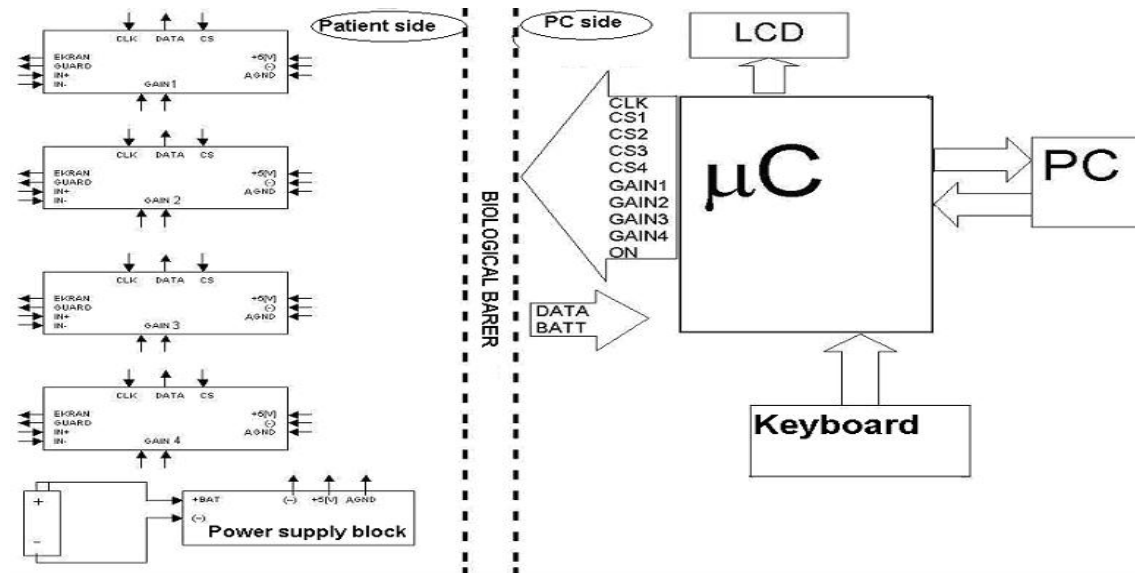 Patient side
PC side
CLK DATA CS
EKRAN
GUARD
IN+
IN-
GAIN 1
+5[V]
(-)
AGND
CLK DATA CS
EKRAN
GUARD
IN+
IN-
GAIN 2
+5[V]
(-)
AGND
CLK DATA CS
EKRAN
GUARD
IN+
IN-
GAIN 3
+5[V]
(-)
AGND
CLK DATA CS
EKRAN
GUARD
IN+
IN-
GAIN 4
+5[V]
(-)
AGND
+
-
+BAT
(-)
(-) +5[V] AGND
Power supply block
BIOLOGICAL BARER
LCD
CLK
CS1
CS2
CS3
CS4
GAIN1
GAIN2
GAIN3
GAIN4
ON
DATA
BATT
µC
PC
Keyboard